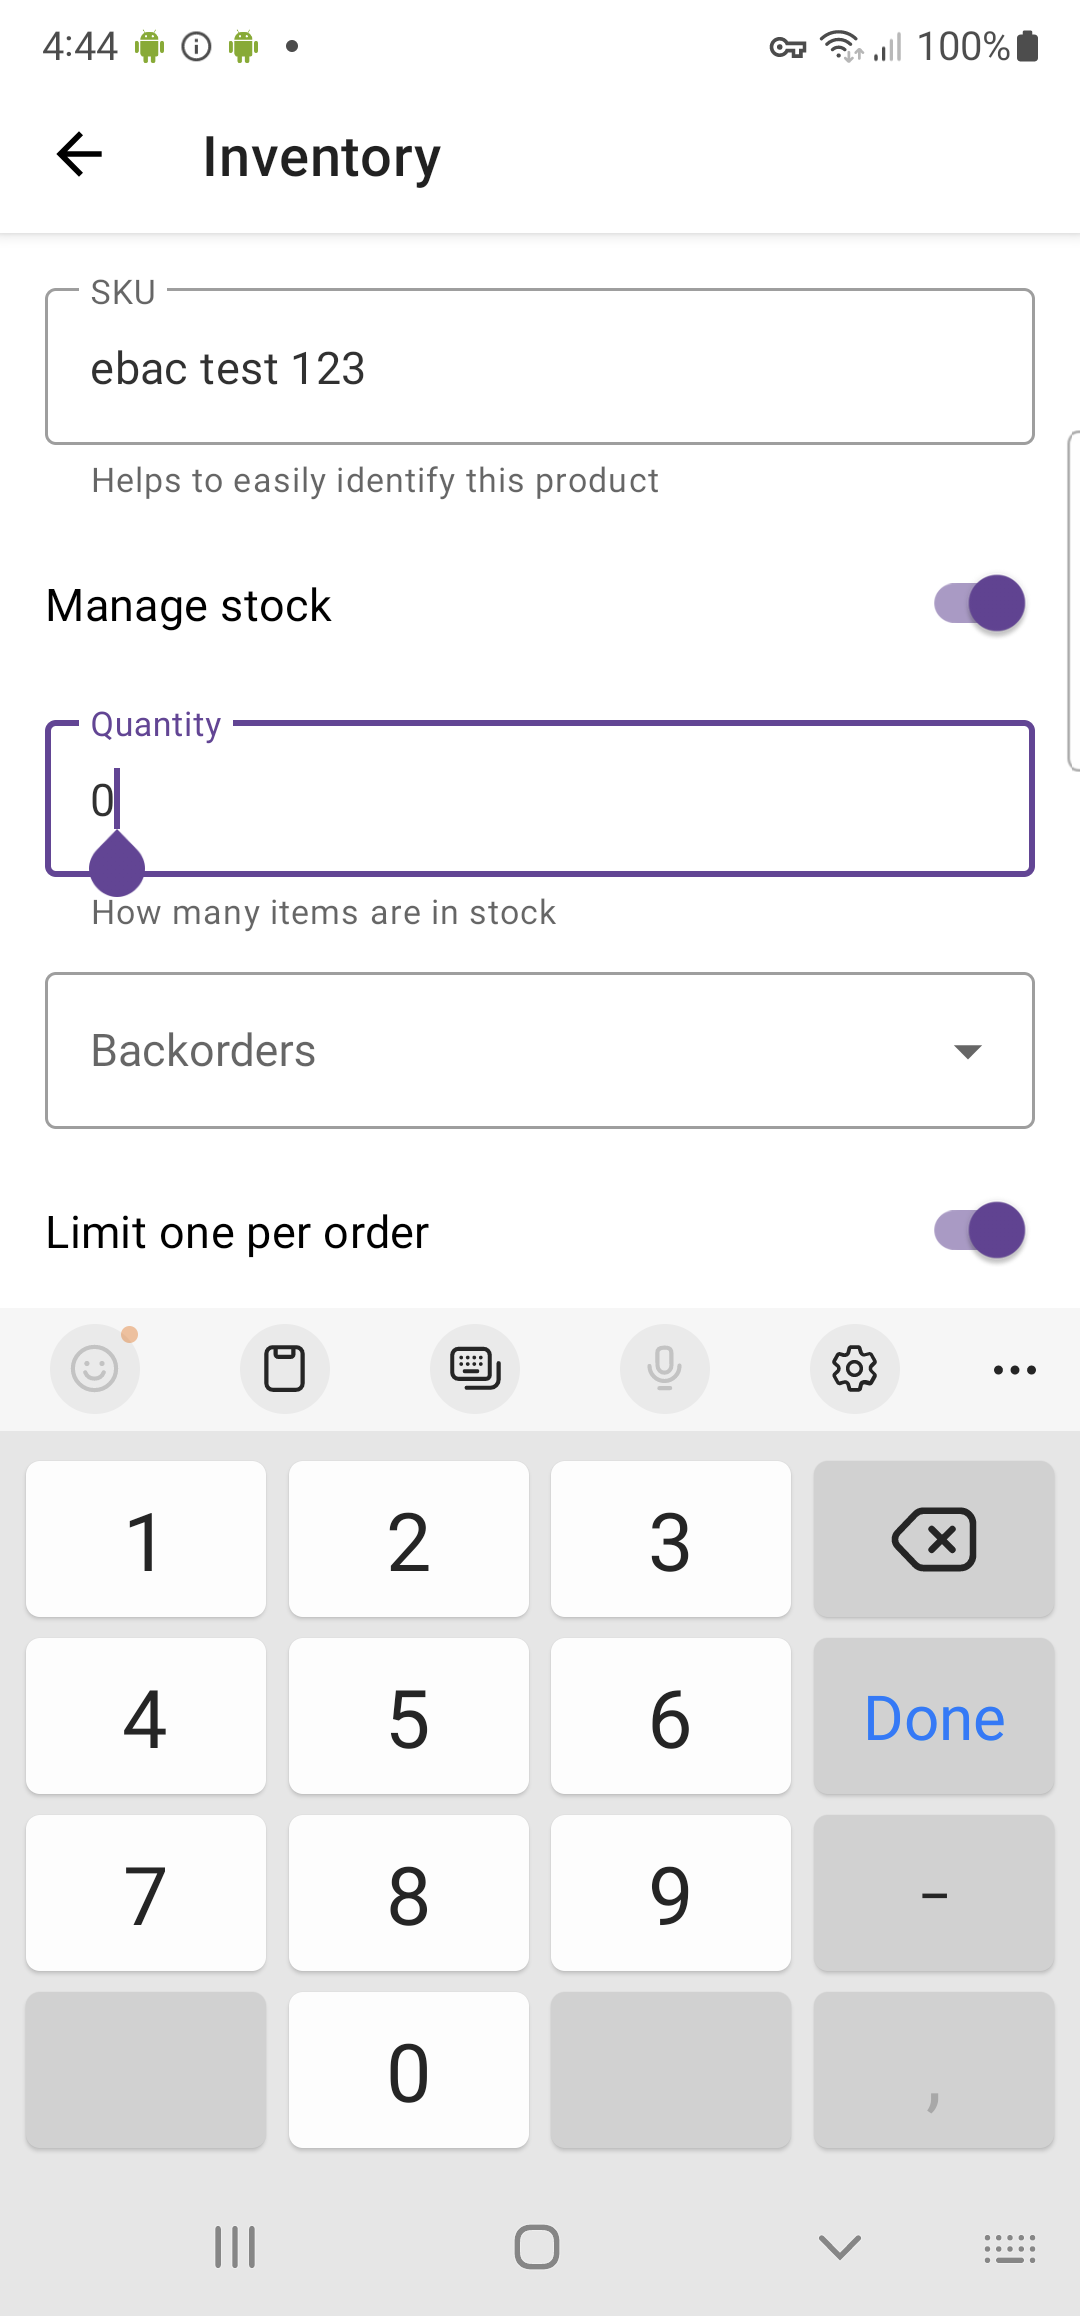 4:44 100%
Inventory
SKU
ebac test 123
Helps to easily identify this product
Manage stock
Quantity
0
How many items are in stock
Backorders
Limit one per order
1 2 3
4 5 6 Done
7 8 9 -
0 ,